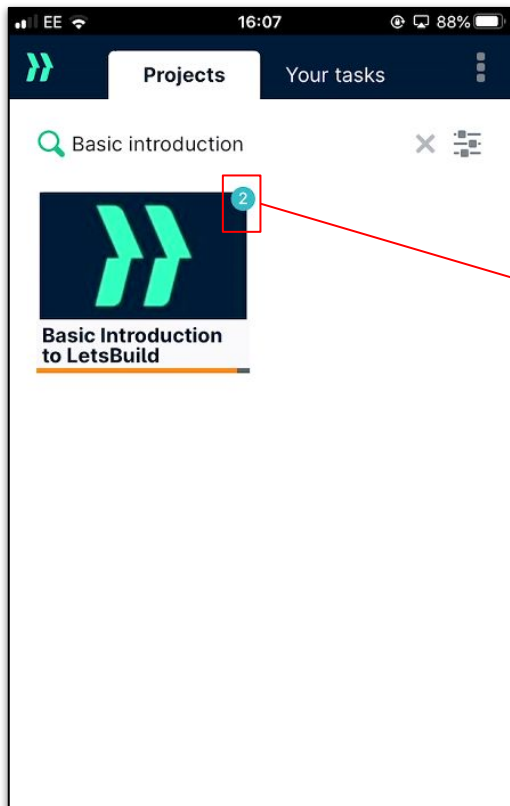 EE 16:07 88%
Projects Your tasks
Basic introduction
2
Basic Introduction
to LetsBuild